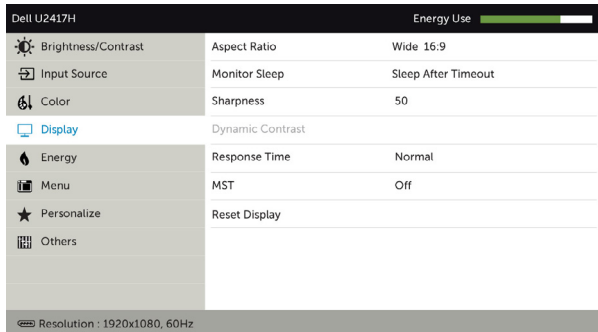 Dell U2417H Energy Use
Brightness/Contrast Aspect Ratio Wide 16:9
Input Source Monitor Sleep Sleep After Timeout
Color Sharpness 50
Display Dynamic Contrast
Energy Response Time Normal
Menu MST Off
Personalize Reset Display
Others
Resolution : 1920x1080, 60Hz